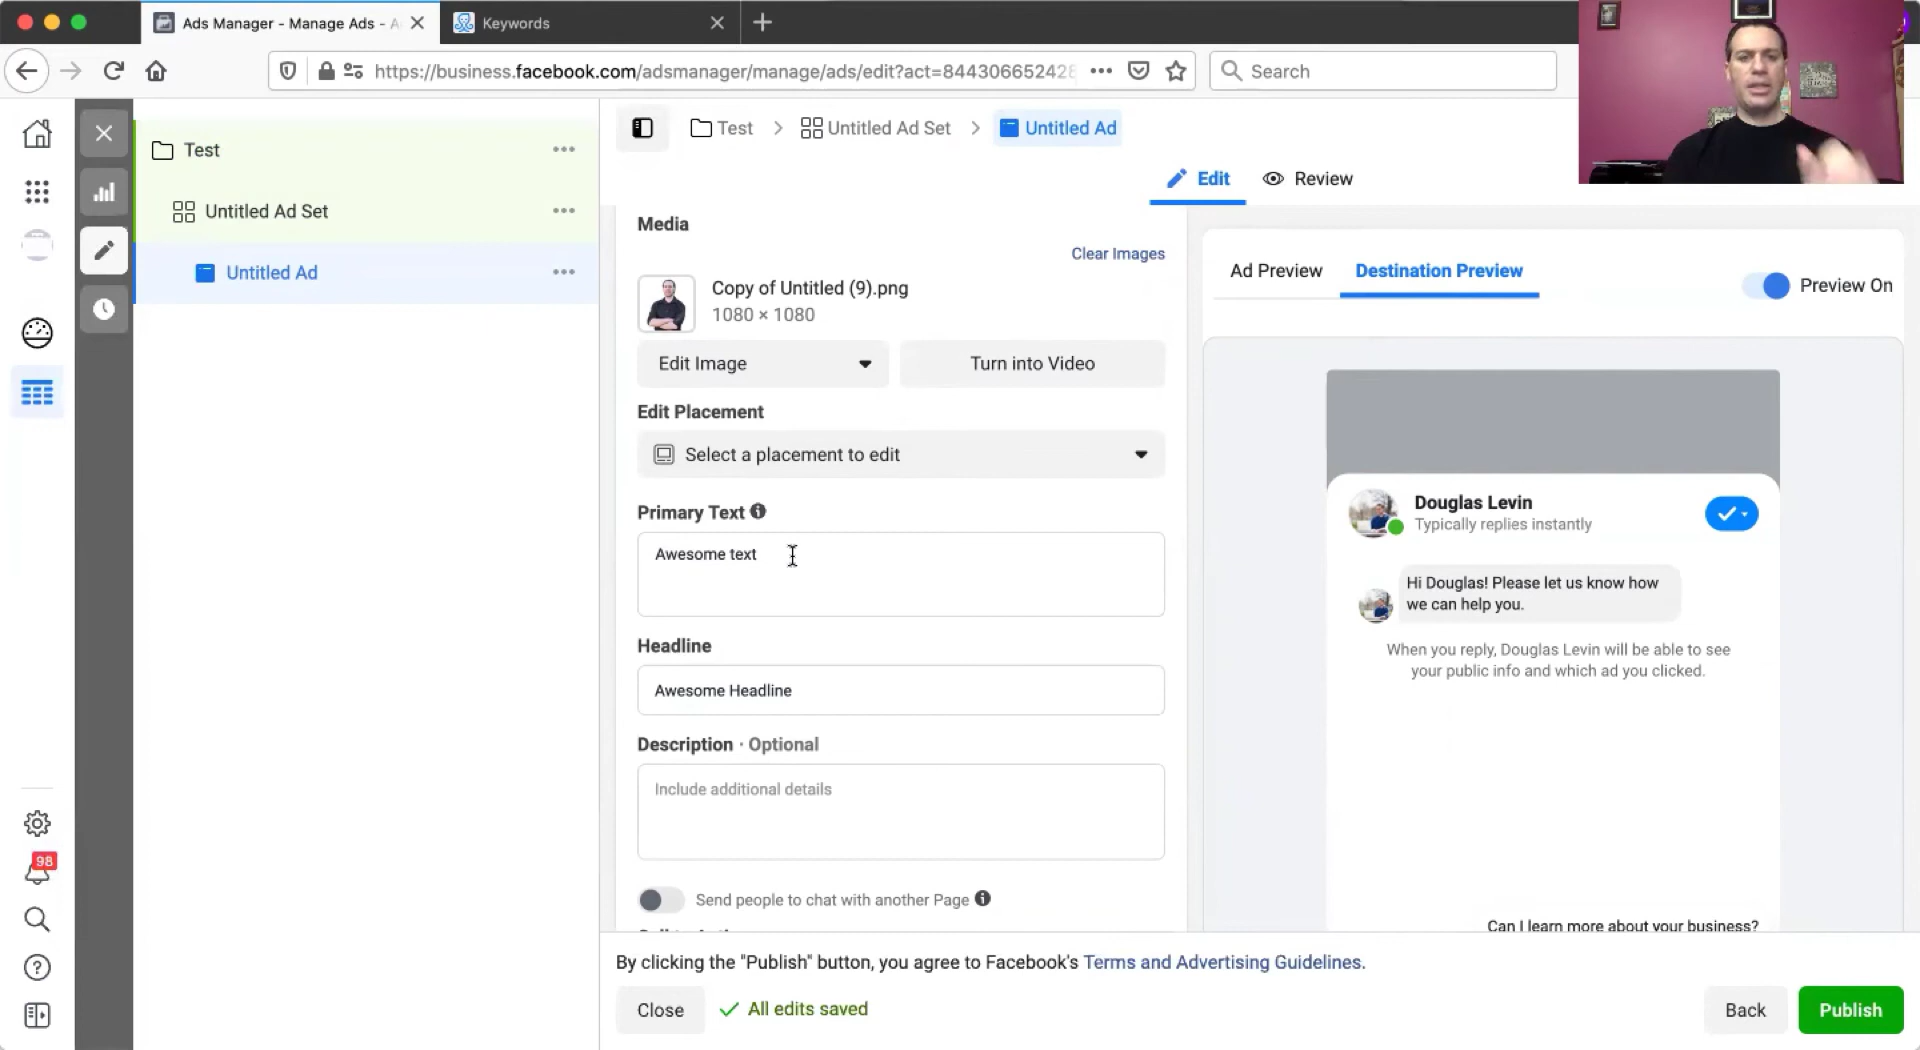 Ads Manager - Manage Ads - A
Keywords
https://business.facebook.com/adsmanager/manage/ads/edit?act=844306652428
Search
Test
Untitled Ad Set
Untitled Ad
Test
Untitled Ad Set
Untitled Ad
Edit
Review
Media
Clear Images
Copy of Untitled (9).png
1080 × 1080
Edit Image
Turn into Video
Edit Placement
Select a placement to edit
Primary Text
Awesome text
Headline
Awesome Headline
Description · Optional
Include additional details
Send people to chat with another Page
Ad Preview
Destination Preview
Preview On
Douglas Levin
Typically replies instantly
Hi Douglas! Please let us know how
we can help you.
When you reply, Douglas Levin will be able to see
your public info and which ad you clicked.
Can I learn more about your business?
98
By clicking the "Publish" button, you agree to Facebook's Terms and Advertising Guidelines.
Close
All edits saved
Back
Publish